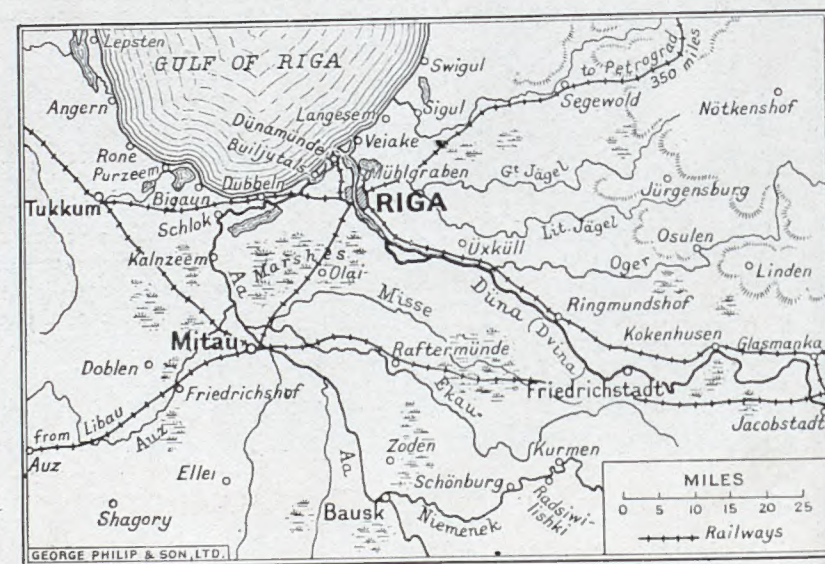 Lepsten
GULF OF RIGA
Swigul
to Petrograd
350 miles
Angern
Langesem
Sigul
Segewold
Nötkenshof
Dünamünde
Veiake
Builjutals
Rone
Purzeem
Mühlgraben
Gt Jägel
Dubbeln
Bigaun
Jürgensburg
Tukkum
RIGA
Schlok
Lit. Jägel
Osulen
Kalnzeem
Marshes
Üxküll
Olai
Oger
Linden
Aa
Misse
Düna (Dvina)
Ringmundshof
Mitau
Kokenhusen
Glasmanka
Doblen
Raftermünde
Friedrichshof
Friedrichstadt
Ekau
from Libau
Auz
Jacobstadt
Auz
Aa
Zoden
Kurmen
Ellei
Schönburg
MILES
Shagory
Radsiwilishki
0 5 10 15 20 25
Bausk
Niemenek
Railways
GEORGE PHILIP & SON, LTD.